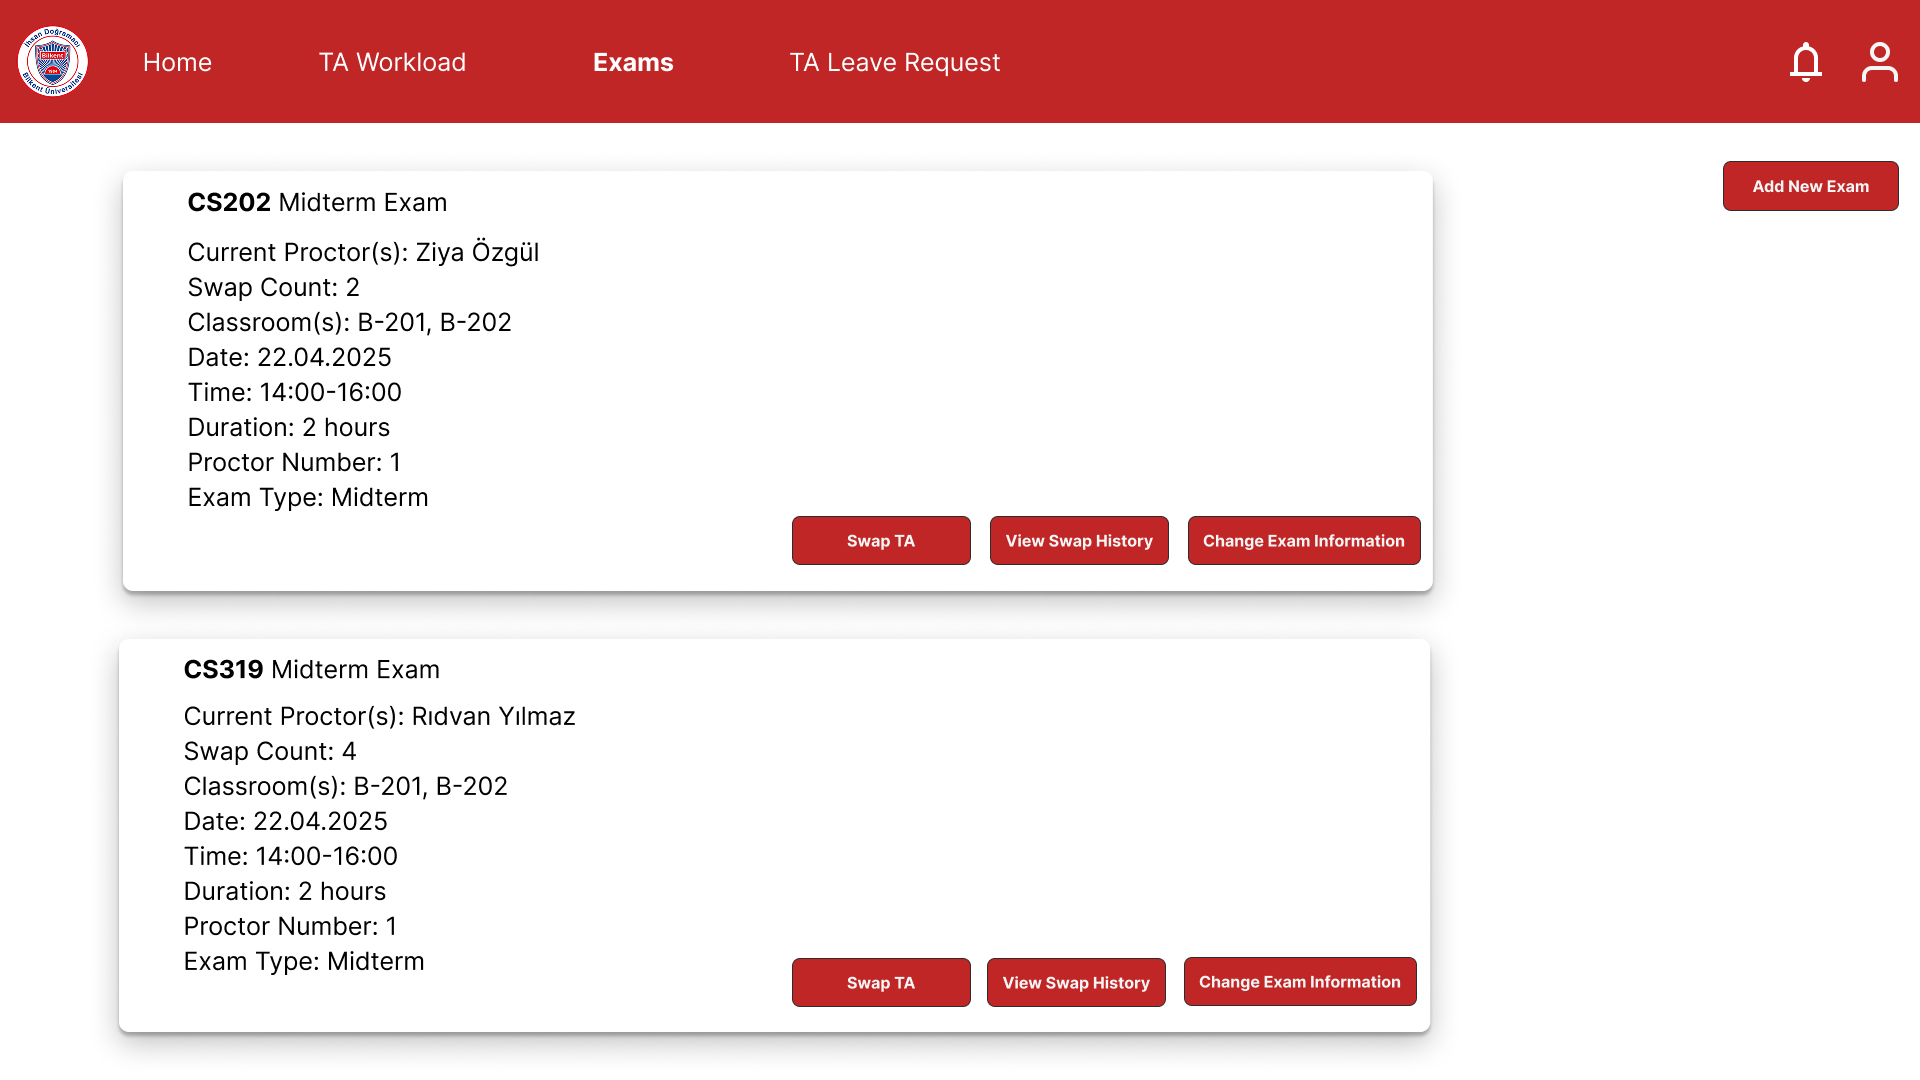 İhsan Doğramacı
Bilkent
1984
Bilkent Üniversitesi
Home
TA Workload
Exams
TA Leave Request
Add New Exam
CS202 Midterm Exam
Current Proctor(s): Ziya Özgül
Swap Count: 2
Classroom(s): B-201, B-202
Date: 22.04.2025
Time: 14:00-16:00
Duration: 2 hours
Proctor Number: 1
Exam Type: Midterm
Swap TA
View Swap History
Change Exam Information
CS319 Midterm Exam
Current Proctor(s): Rıdvan Yılmaz
Swap Count: 4
Classroom(s): B-201, B-202
Date: 22.04.2025
Time: 14:00-16:00
Duration: 2 hours
Proctor Number: 1
Exam Type: Midterm
Swap TA
View Swap History
Change Exam Information